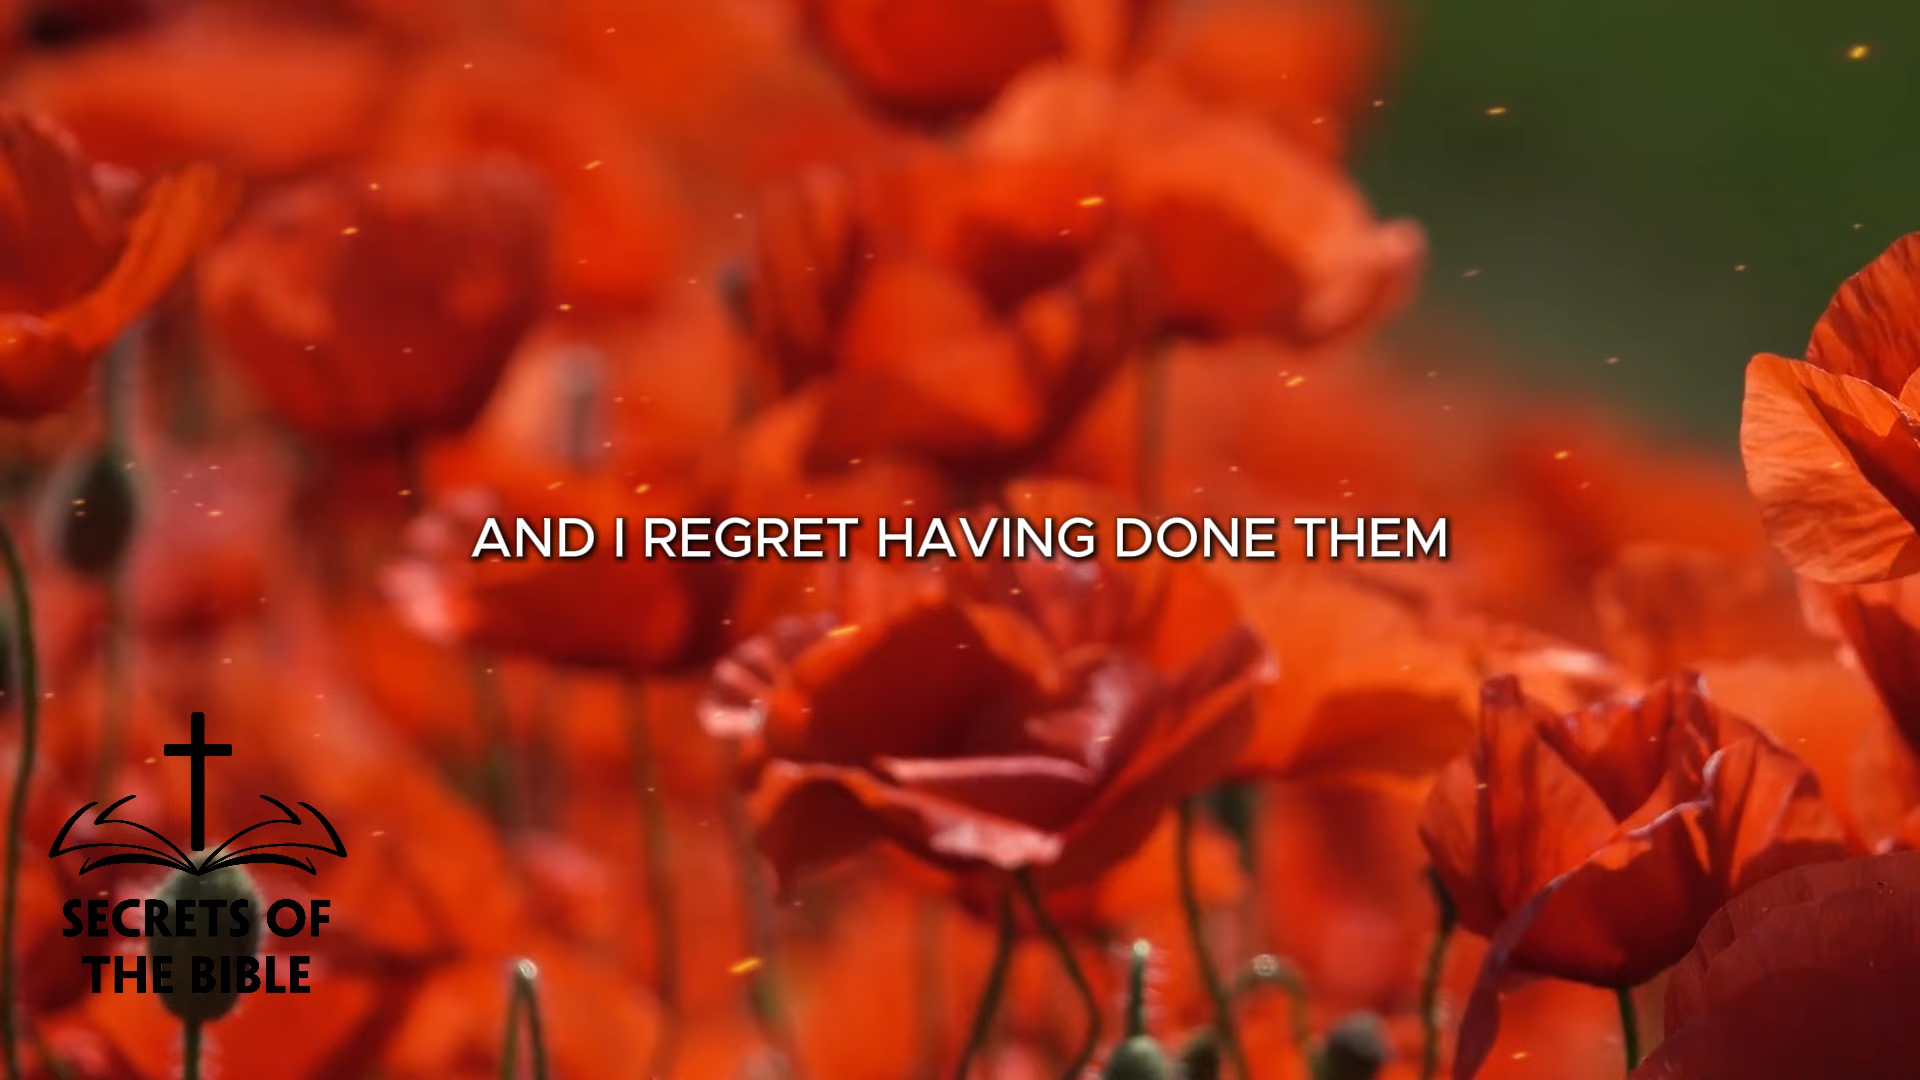 AND I REGRET HAVING DONE THEM
SECRETS OF
THE BIBLE